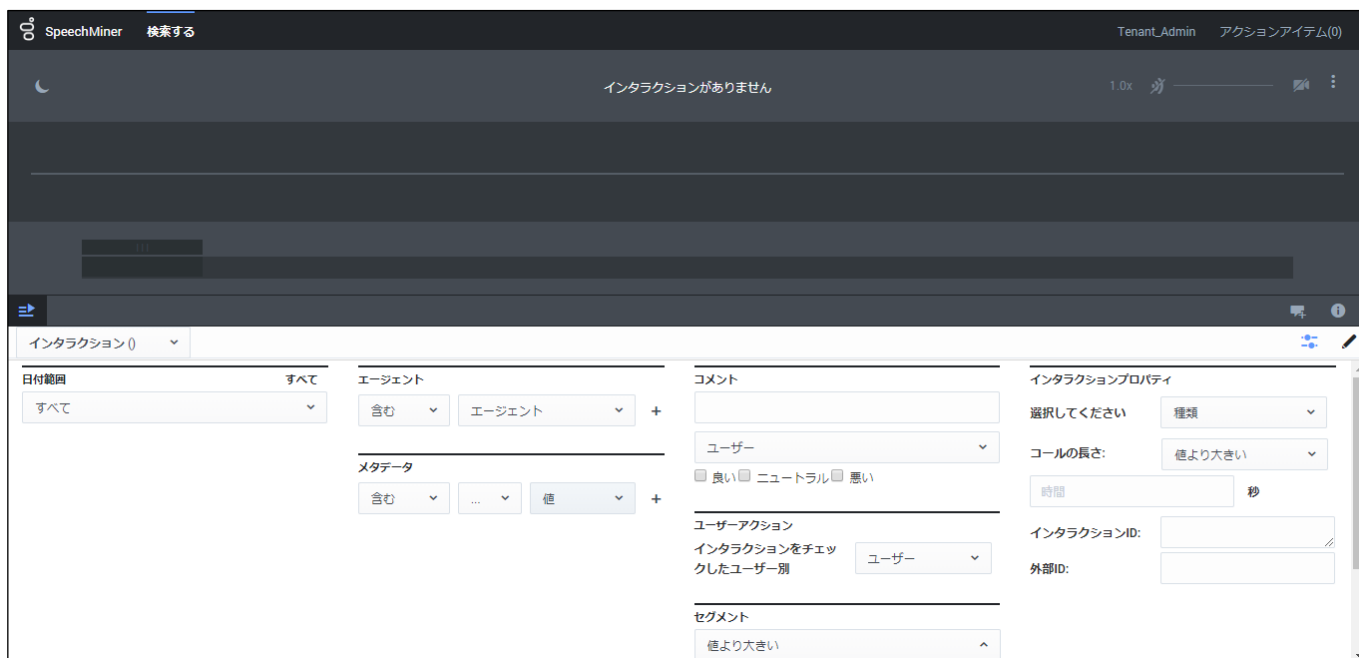 SpeechMiner 検索する Tenant_Admin アクションアイテム(0)
インタラクションがありません 1.0x
インタラクション ()
日付範囲 すべて
すべて
エージェント
含む エージェント +
メタデータ
含む ... 値 +
コメント
ユーザー
良い ニュートラル 悪い
ユーザーアクション
インタラクションをチェッ
クしたユーザー別
ユーザー
セグメント
値より大きい
インタラクションプロパティ
選択してください 種類
コールの長さ: 値より大きい
時間 秒
インタラクションID:
外部ID: